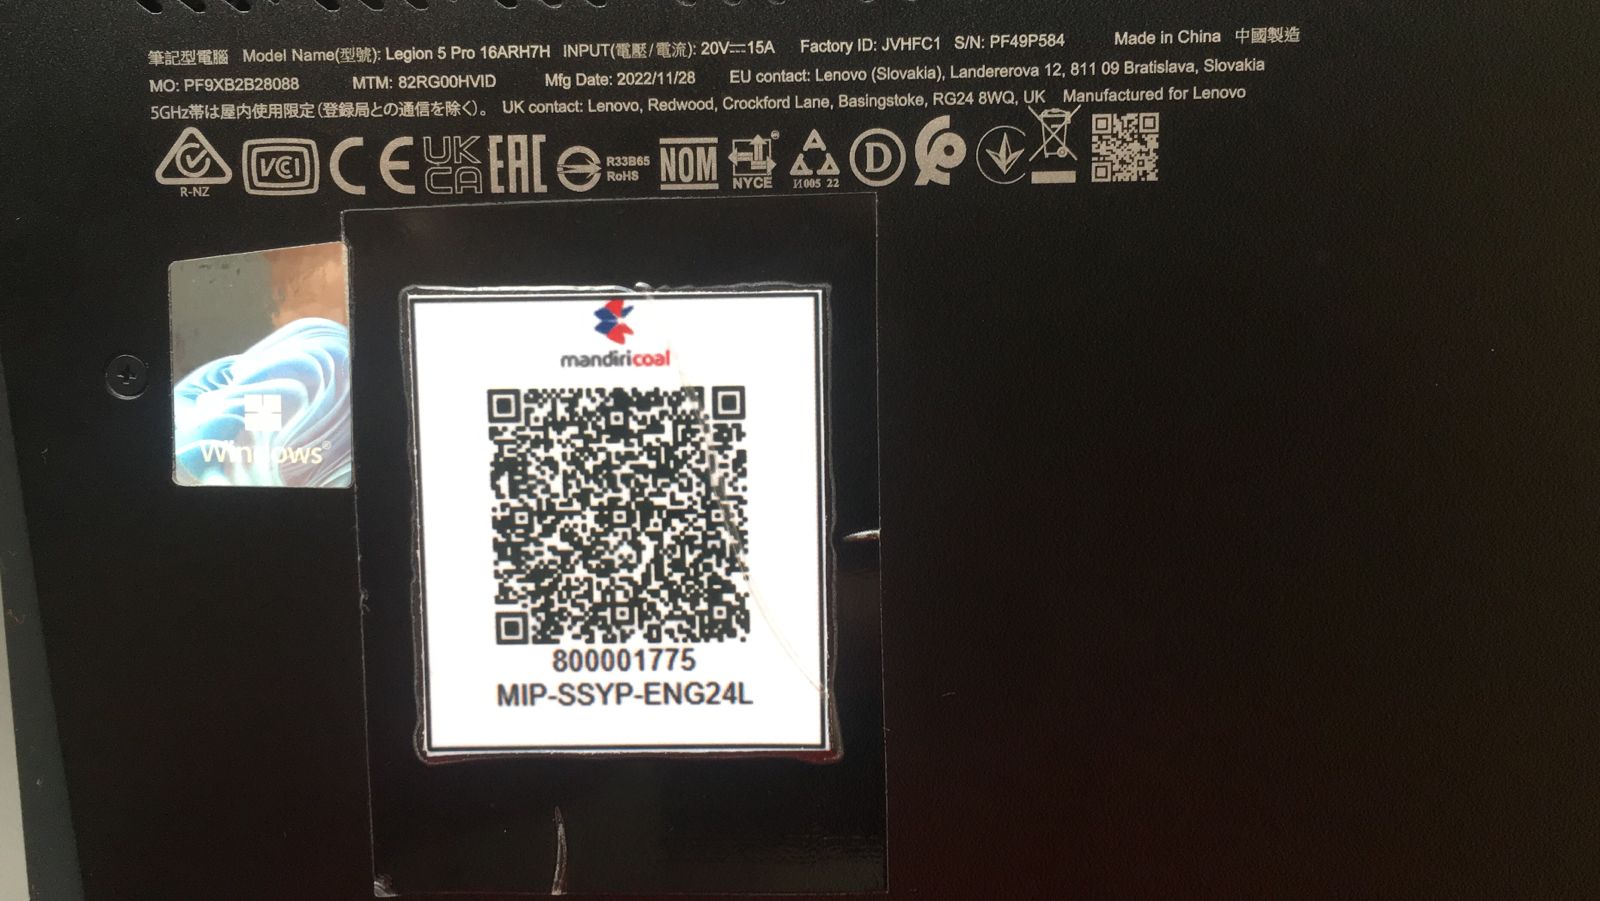 筆記型電腦 Model Name(型號): Legion 5 Pro 16ARH7H INPUT(電壓/電流): 20V⎓15A Factory ID: JVHFC1 S/N: PF49P584 Made in China 中國製造
MO: PF9XB2B28088 MTM: 82RG00HVID Mfg Date: 2022/11/28 EU contact: Lenovo (Slovakia), Landererova 12, 811 09 Bratislava, Slovakia
5GHz帯は屋内使用限定(登録局との通信を除く)。 UK contact: Lenovo, Redwood, Crockford Lane, Basingstoke, RG24 8WQ, UK Manufactured for Lenovo
R-NZ
VCCI
CE
UK
CA
EAC
R33B65
RoHS
NOM
NYCE
И005 22
D
Windows®
mandiricoal
800001775
MIP-SSYP-ENG24L